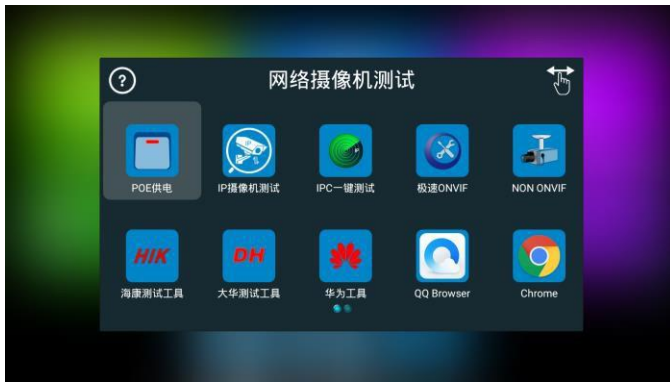 ?
网络摄像机测试
POE供电
IP摄像机测试
IPC一键测试
极速ONVIF
NON ONVIF
HIK
DH
海康测试工具
大华测试工具
华为工具
QQ Browser
Chrome